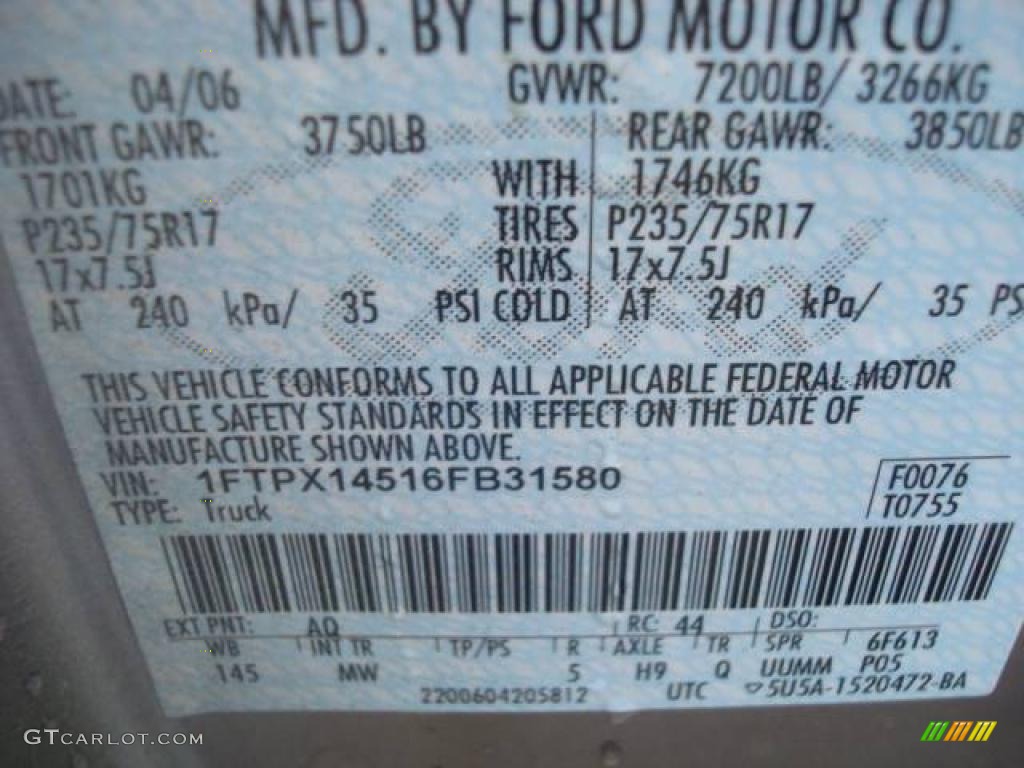 MFD. BY FORD MOTOR CO.
DATE: 04/06 GVWR: 7200LB/ 3266KG
FRONT GAWR: 3750LB REAR GAWR: 3850LB
1701KG WITH 1746KG
P235/75R17 TIRES P235/75R17
17x7.5J RIMS 17x7.5J
AT 240 kPa/ 35 PSI COLD AT 240 kPa/ 35 PS
THIS VEHICLE CONFORMS TO ALL APPLICABLE FEDERAL MOTOR
VEHICLE SAFETY STANDARDS IN EFFECT ON THE DATE OF
MANUFACTURE SHOWN ABOVE.
VIN: 1FTPX14516FB31580 F0076
TYPE: Truck T0755
EXT PNT: AQ RC: 44 DSO:
WB INT TR TP/PS R AXLE TR SPR 6F613
145 MW 5 H9 Q UUMM P05
2200604205812 UTC 5U5A-1520472-BA
GTCARLOT.COM